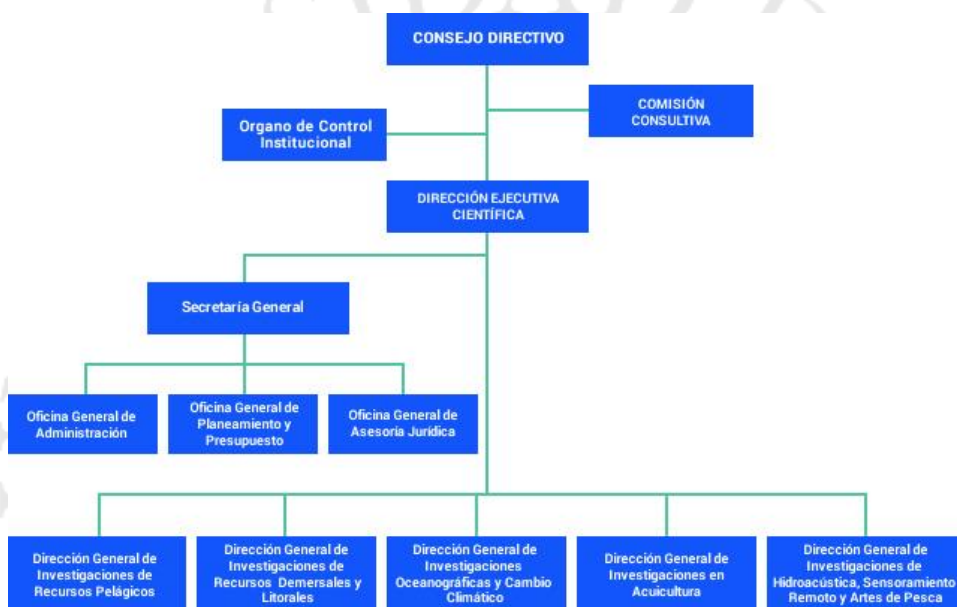 CONSEJO DIRECTIVO
COMISIÓN
CONSULTIVA
Organo de Control
Institucional
DIRECCIÓN EJECUTIVA
CIENTÍFICA
Secretaría General
Oficina General de
Administración
Oficina General de
Planeamiento y
Presupuesto
Oficina General de
Asesoría Jurídica
Dirección General de
Investigaciones de
Recursos Pelágicos
Dirección General de
Investigaciones de
Recursos Demersales y
Litorales
Dirección General de
Investigaciones
Oceanográficas y Cambio
Climático
Dirección General de
Investigaciones en
Acuicultura
Dirección General de
Investigaciones de
Hidroacústica, Sensoramiento
Remoto y Artes de Pesca